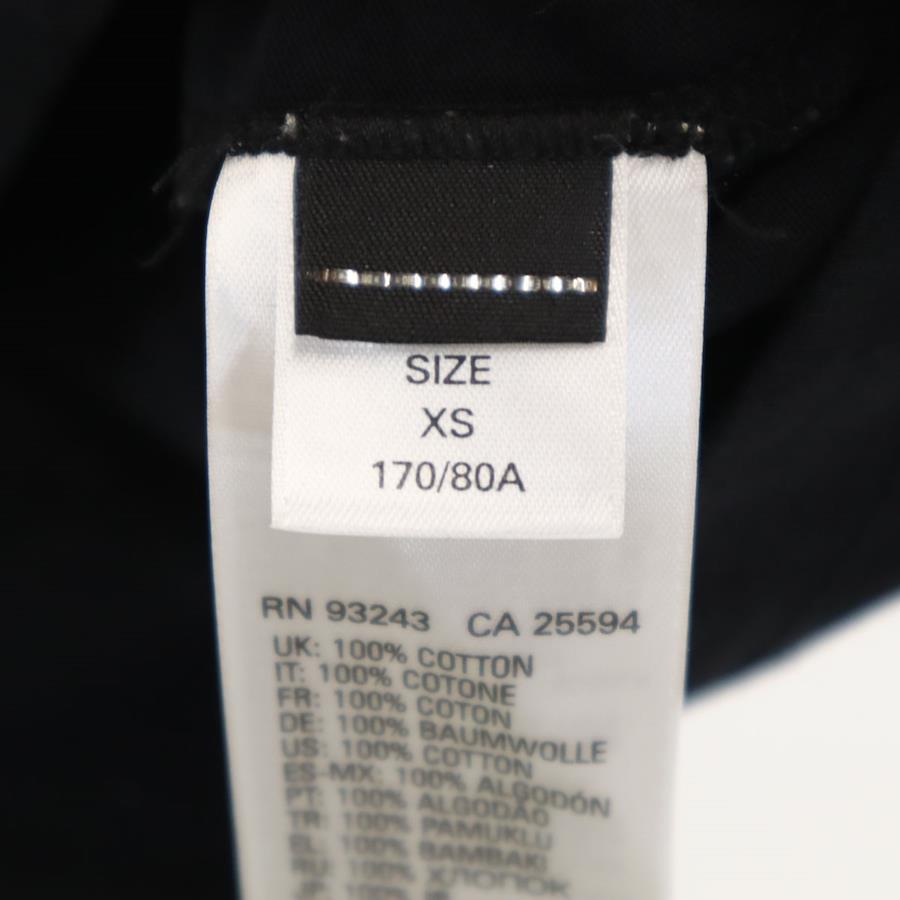 SIZE
XS
170/80A
RN 93243 CA 25594
UK: 100% COTTON
IT: 100% COTONE
FR: 100% COTON
DE: 100% BAUMWOLLE
US: 100% COTTON
ES-MX: 100% ALGODÓN
PT: 100% ALGODÃO
TR: 100% PAMUKLU
EL: 100% BAMBAKI
RU: 100% ХЛОПОК
JP: 100%